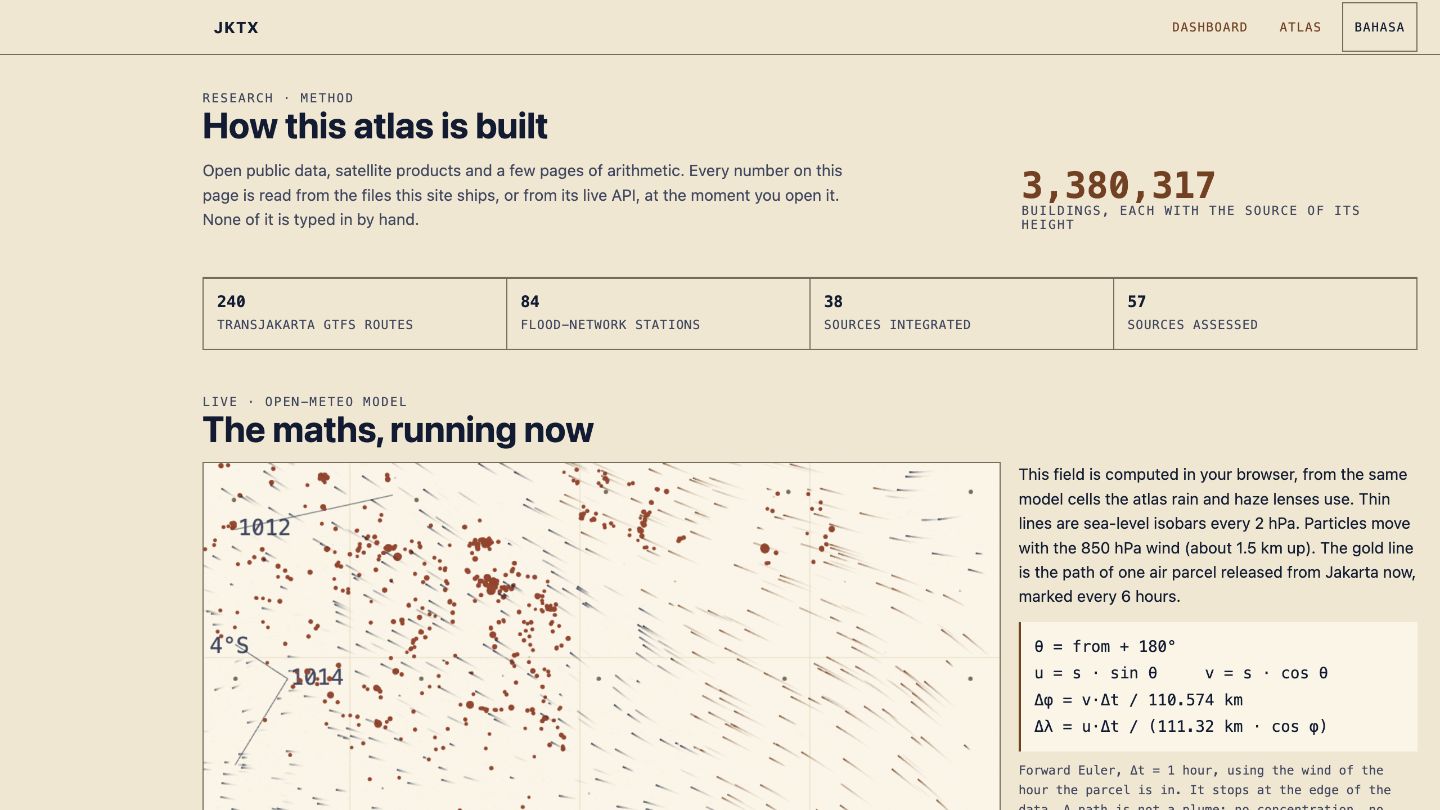 JKTX
DASHBOARD
ATLAS
BAHASA
RESEARCH · METHOD
How this atlas is built
Open public data, satellite products and a few pages of arithmetic. Every number on this
page is read from the files this site ships, or from its live API, at the moment you open it.
None of it is typed in by hand.
3,380,317
BUILDINGS, EACH WITH THE SOURCE OF ITS
HEIGHT
240
TRANSJAKARTA GTFS ROUTES
84
FLOOD-NETWORK STATIONS
38
SOURCES INTEGRATED
57
SOURCES ASSESSED
LIVE · OPEN-METEO MODEL
The maths, running now
1012
4°S
1014
This field is computed in your browser, from the same
model cells the atlas rain and haze lenses use. Thin
lines are sea-level isobars every 2 hPa. Particles move
with the 850 hPa wind (about 1.5 km up). The gold line
is the path of one air parcel released from Jakarta now,
marked every 6 hours.
θ = from + 180°
u = s · sin θ     v = s · cos θ
Δφ = v·Δt / 110.574 km
Δλ = u·Δt / (111.32 km · cos φ)
Forward Euler, Δt = 1 hour, using the wind of the
hour the parcel is in. It stops at the edge of the
data. A path is not a plume: no concentration, no